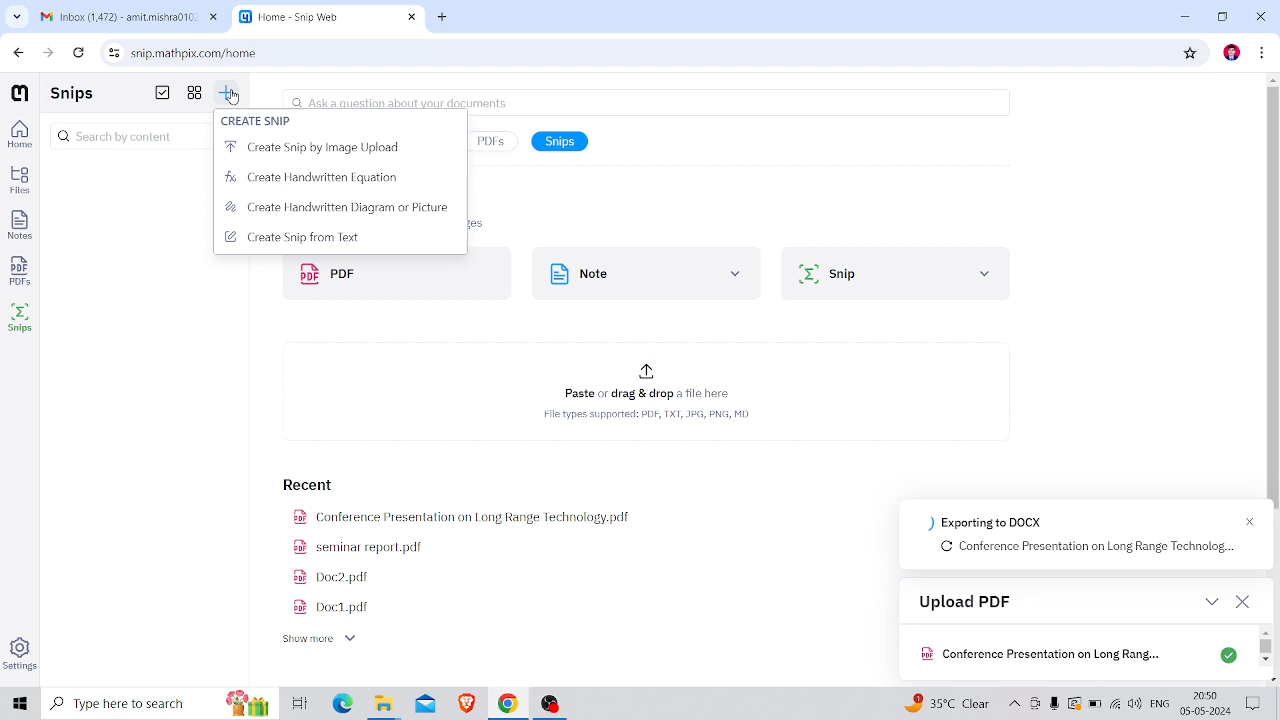 Inbox (1,472) - amitmishra0102
Home - Snip Web
snip.mathpix.com/home
Snips
Search by content
CREATE SNIP
Create Snip by Image Upload
Create Handwritten Equation
Create Handwritten Diagram or Picture
Create Snip from Text
Home
Files
Notes
PDFs
Snips
Settings
Ask a question about your documents
PDFs
Snips
ges
PDF
Note
Snip
Paste or drag & drop a file here
File types supported: PDF, TXT, JPG, PNG, MD
Recent
Conference Presentation on Long Range Technology.pdf
seminar report.pdf
Doc2.pdf
Doc1.pdf
Show more
Exporting to DOCX
Conference Presentation on Long Range Technolog...
Upload PDF
Conference Presentation on Long Rang...
Type here to search
1
35°C Clear
ENG
20:50
05-05-2024